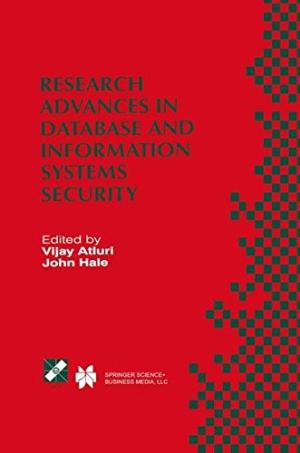 RESEARCH
ADVANCES IN
DATABASE AND
INFORMATION
SYSTEMS
SECURITY
Edited by
Vijay Atluri
John Hale
SPRINGER SCIENCE+
BUSINESS MEDIA, LLC